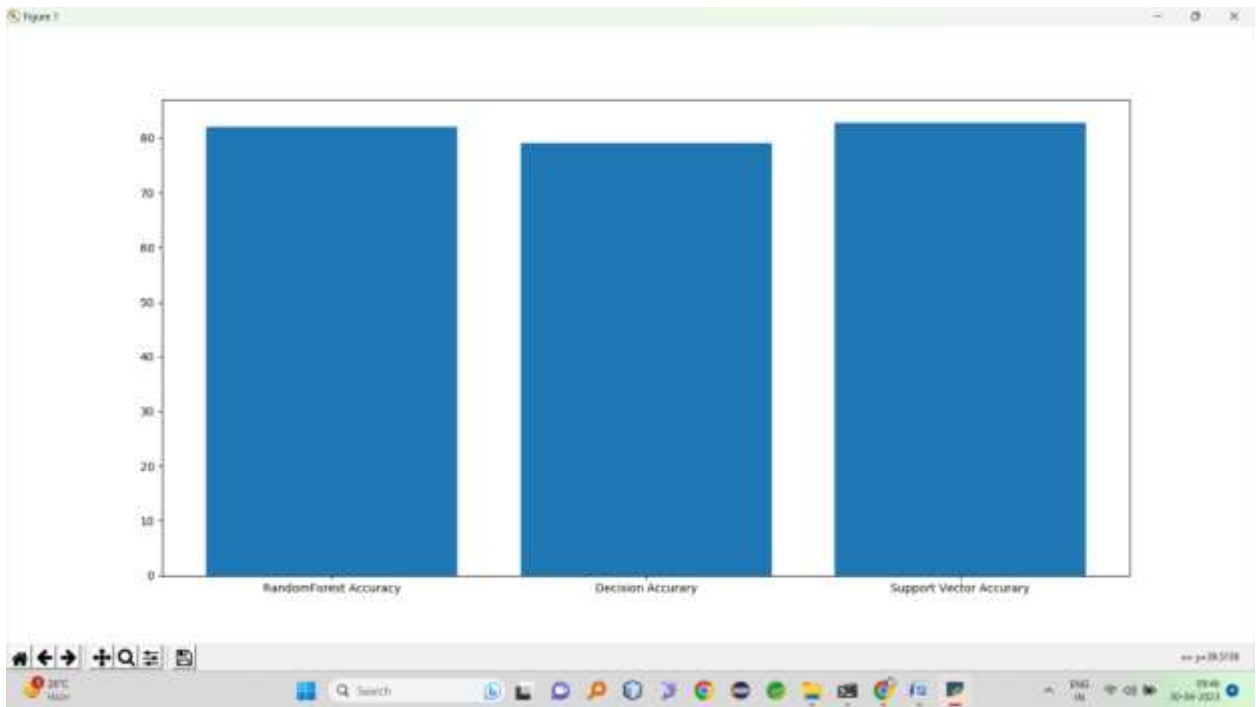 Figure 1
80
70
60
50
40
30
20
10
0
RandomForest Accuracy
Decision Accurary
Support Vector Accurary
Search
ENG
IN